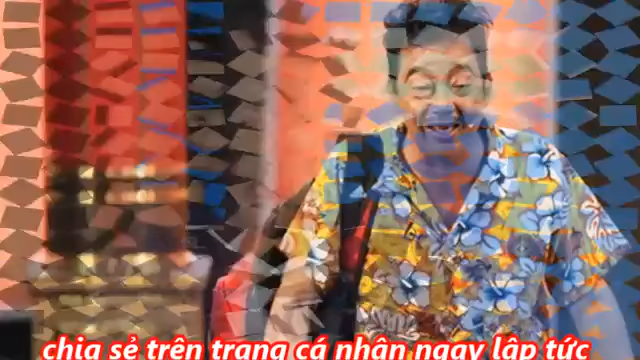 chia sẻ trên trang cá nhân ngay lập tức